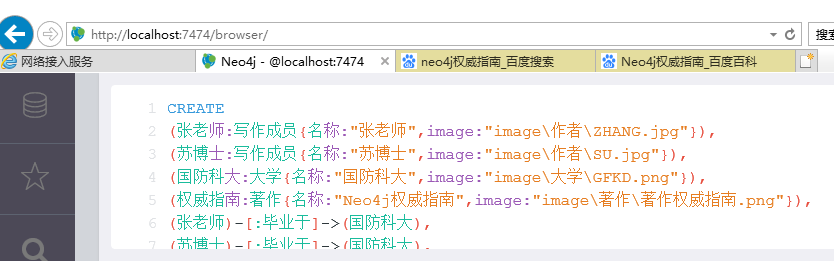 http://localhost:7474/browser/
搜索
网络接入服务
Neo4j - @localhost:7474
neo4j权威指南_百度搜索
Neo4j权威指南_百度百科
1 CREATE
2 (张老师:写作成员{名称:"张老师",image:"image\作者\ZHANG.jpg"}),
3 (苏博士:写作成员{名称:"苏博士",image:"image\作者\SU.jpg"}),
4 (国防科大:大学{名称:"国防科大",image:"image\大学\GFKD.png"}),
5 (权威指南:著作{名称:"Neo4j权威指南",image:"image\著作\著作权威指南.png"}),
6 (张老师)-[:毕业于]->(国防科大),
7 (苏博士)-[:毕业于]->(国防科大),